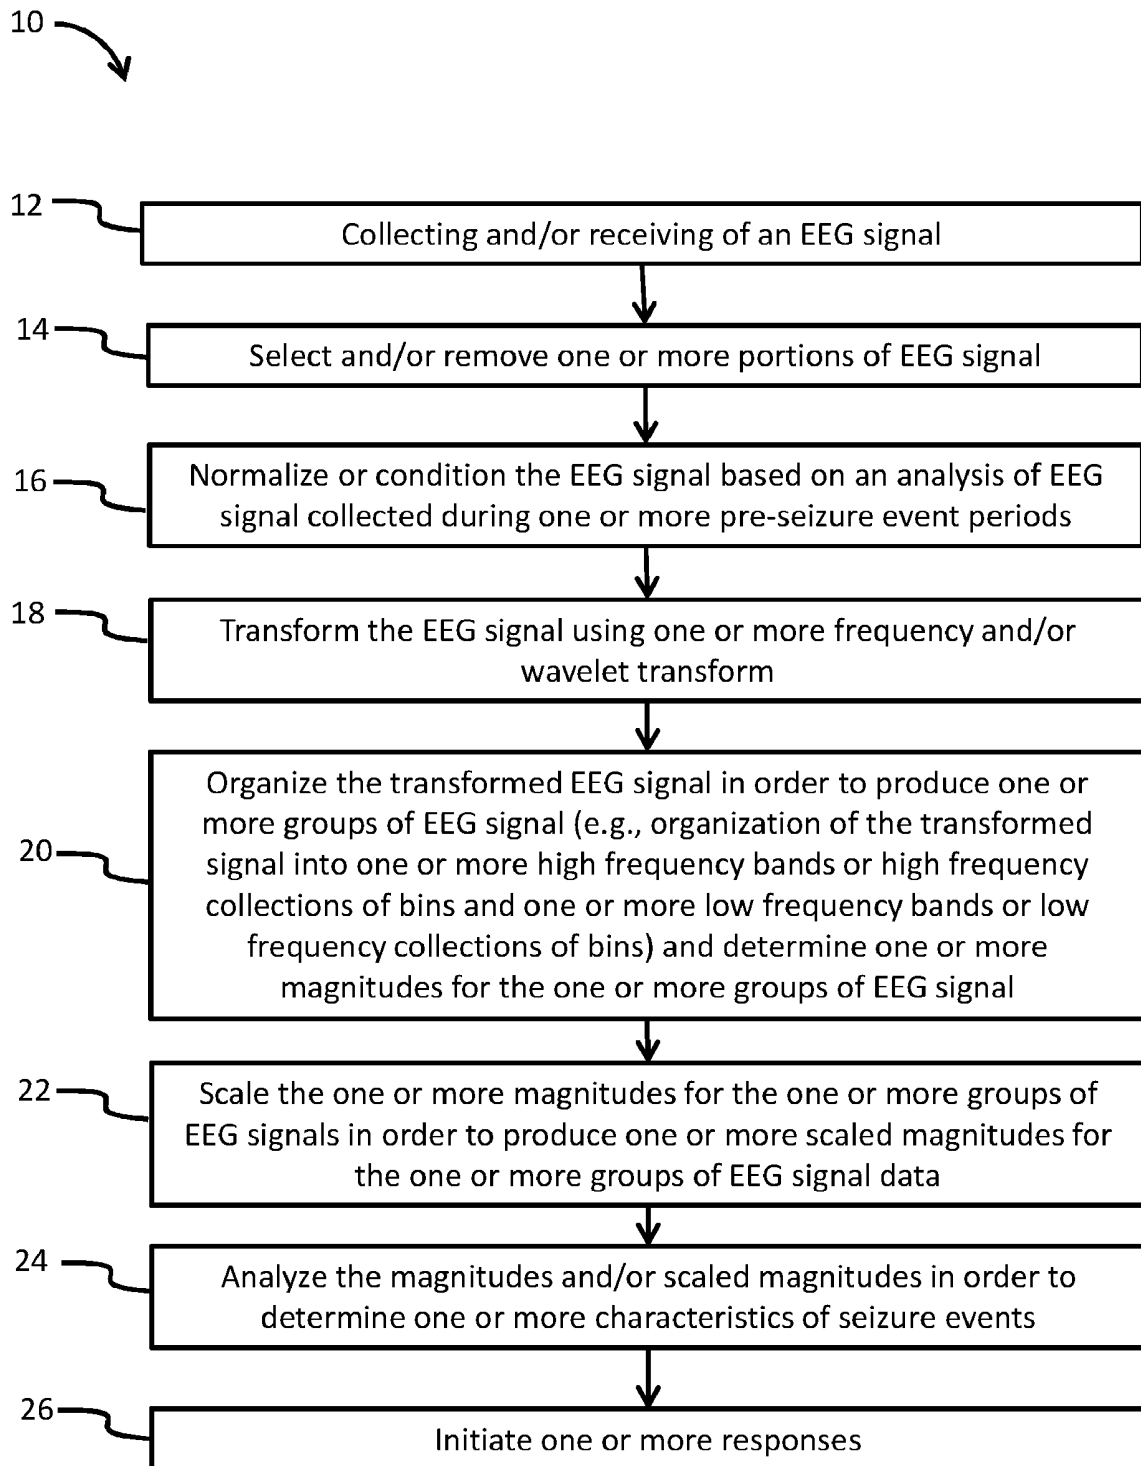 10
12
Collecting and/or receiving of an EEG signal
14
Select and/or remove one or more portions of EEG signal
16
Normalize or condition the EEG signal based on an analysis of EEG
signal collected during one or more pre-seizure event periods
18
Transform the EEG signal using one or more frequency and/or
wavelet transform
20
Organize the transformed EEG signal in order to produce one or
more groups of EEG signal (e.g., organization of the transformed
signal into one or more high frequency bands or high frequency
collections of bins and one or more low frequency bands or low
frequency collections of bins) and determine one or more
magnitudes for the one or more groups of EEG signal
22
Scale the one or more magnitudes for the one or more groups of
EEG signals in order to produce one or more scaled magnitudes for
the one or more groups of EEG signal data
24
Analyze the magnitudes and/or scaled magnitudes in order to
determine one or more characteristics of seizure events
26
Initiate one or more responses